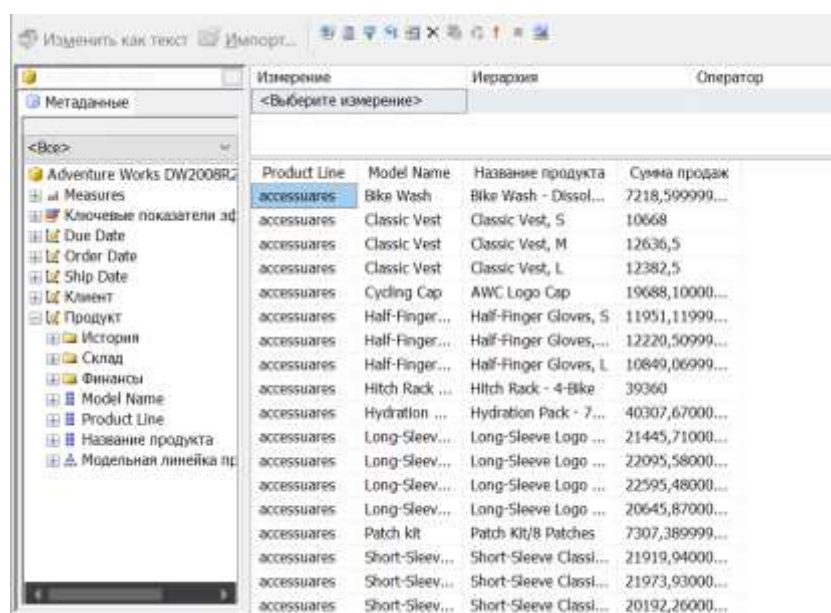 Изменить как текст Импорт...
Измерение Иерархия Оператор
Метаданные <Выберите измерение>
<Все>
Adventure Works DW2008R2
Measures
Ключевые показатели эф
Due Date
Order Date
Ship Date
Клиент
Продукт
История
Склад
Финансы
Model Name
Product Line
Название продукта
Модельная линейка пр
Product Line Model Name Название продукта Сумма продаж
accessuares Bike Wash Bike Wash - Dissol... 7218,599999...
accessuares Classic Vest Classic Vest, S 10668
accessuares Classic Vest Classic Vest, M 12636,5
accessuares Classic Vest Classic Vest, L 12382,5
accessuares Cycling Cap AWC Logo Cap 19688,10000...
accessuares Half-Finger... Half-Finger Gloves, S 11951,11999...
accessuares Half-Finger... Half-Finger Gloves,... 12220,50999...
accessuares Half-Finger... Half-Finger Gloves, L 10849,06999...
accessuares Hitch Rack ... Hitch Rack - 4-Bike 39360
accessuares Hydration ... Hydration Pack - 7... 40307,67000...
accessuares Long-Sleev... Long-Sleeve Logo ... 21445,71000...
accessuares Long-Sleev... Long-Sleeve Logo ... 22095,58000...
accessuares Long-Sleev... Long-Sleeve Logo ... 22595,48000...
accessuares Long-Sleev... Long-Sleeve Logo ... 20645,87000...
accessuares Patch kit Patch Kit/8 Patches 7307,389999...
accessuares Short-Sleev... Short-Sleeve Classi... 21919,94000...
accessuares Short-Sleev... Short-Sleeve Classi... 21973,93000...
accessuares Short-Sleev... Short-Sleeve Classi... 20192,26000...